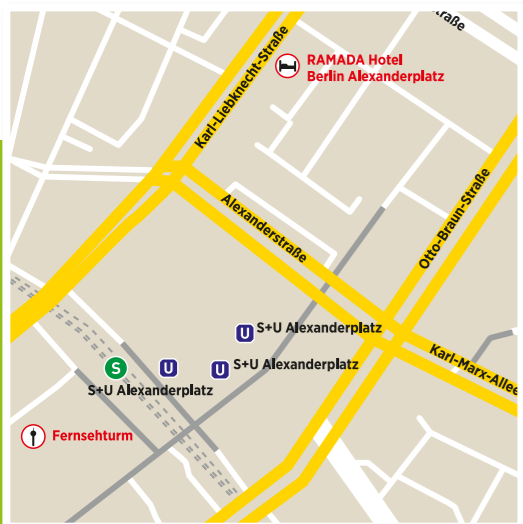 straße
RAMADA Hotel
Berlin Alexanderplatz
Karl-Liebknecht-Straße
Alexanderstraße
Otto-Braun-Straße
U S+U Alexanderplatz
Karl-Marx-Allee
S
U
U S+U Alexanderplatz
S+U Alexanderplatz
Fernsehturm